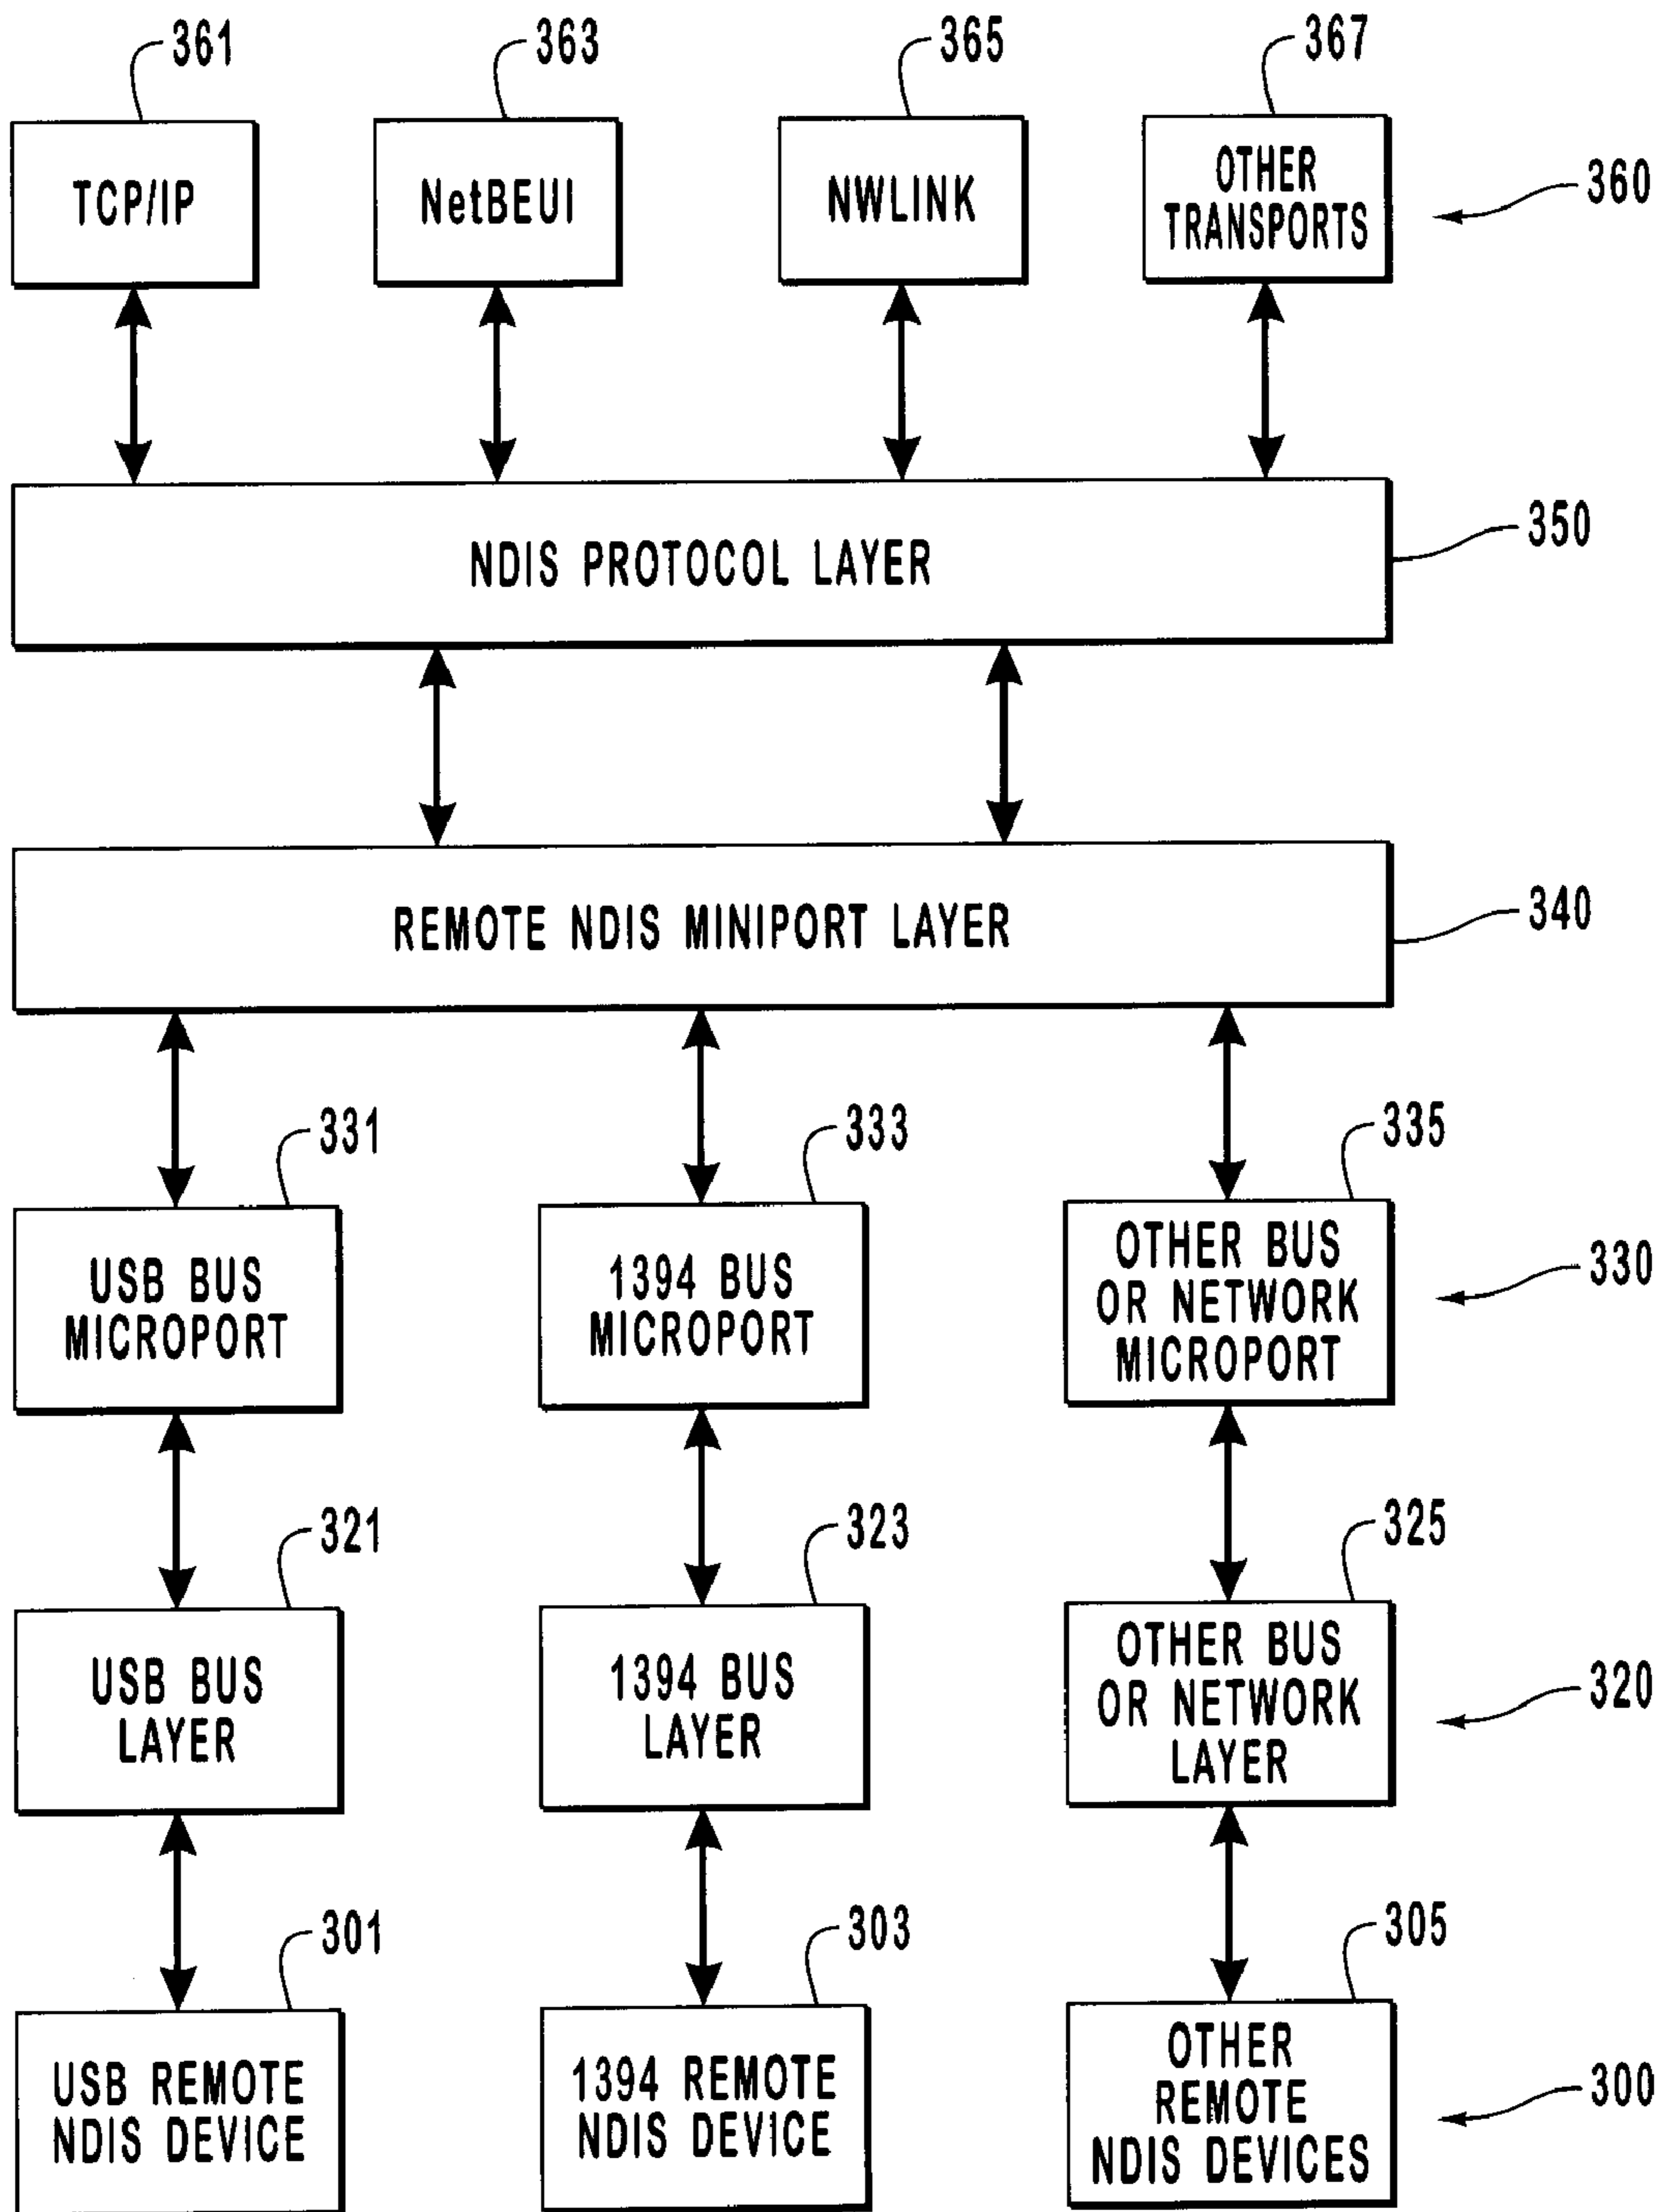 361
363
365
367
TCP/IP
NetBEUI
NWLINK
OTHER
TRANSPORTS
360
NDIS PROTOCOL LAYER
350
REMOTE NDIS MINIPORT LAYER
340
331
333
335
USB BUS
MICROPORT
1394 BUS
MICROPORT
OTHER BUS
OR NETWORK
MICROPORT
330
321
323
325
USB BUS
LAYER
1394 BUS
LAYER
OTHER BUS
OR NETWORK
LAYER
320
301
303
305
USB REMOTE
NDIS DEVICE
1394 REMOTE
NDIS DEVICE
OTHER
REMOTE
NDIS DEVICES
300